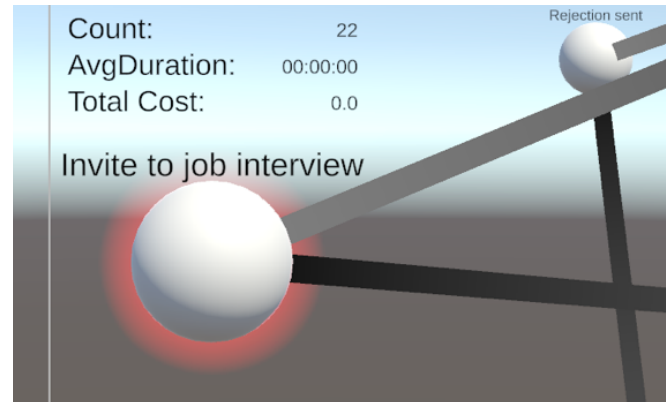 Rejection sent
Count: 22
AvgDuration: 00:00:00
Total Cost: 0.0
Invite to job interview